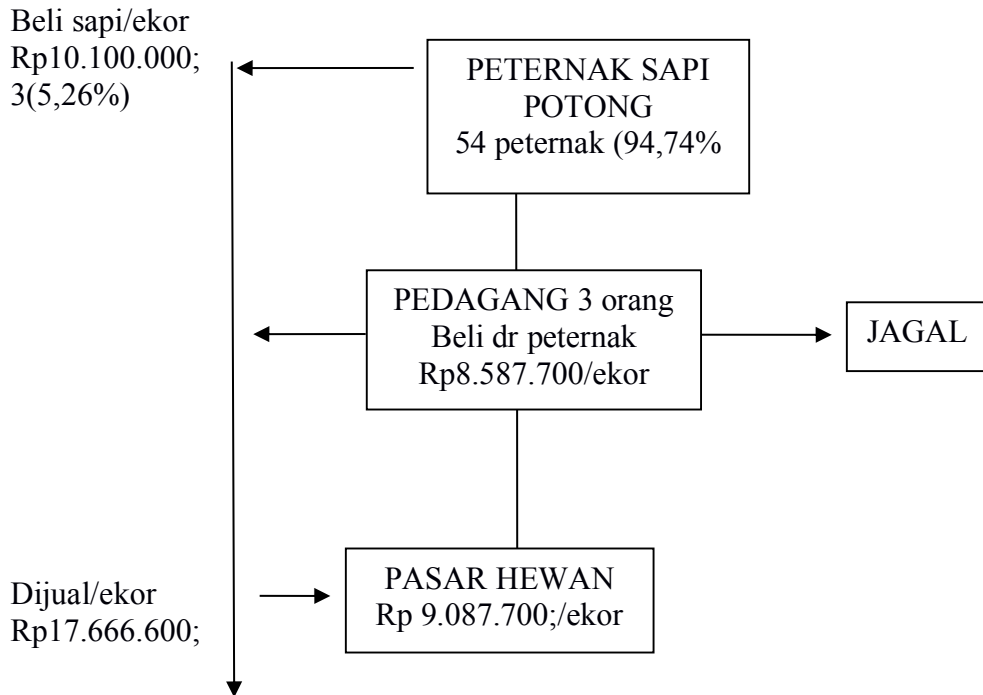 Beli sapi/ekor
Rp10.100.000;
3(5,26%)
PETERNAK SAPI
POTONG
54 peternak (94,74%
PEDAGANG 3 orang
Beli dr peternak
Rp8.587.700/ekor
JAGAL
Dijual/ekor
Rp17.666.600;
PASAR HEWAN
Rp 9.087.700;/ekor